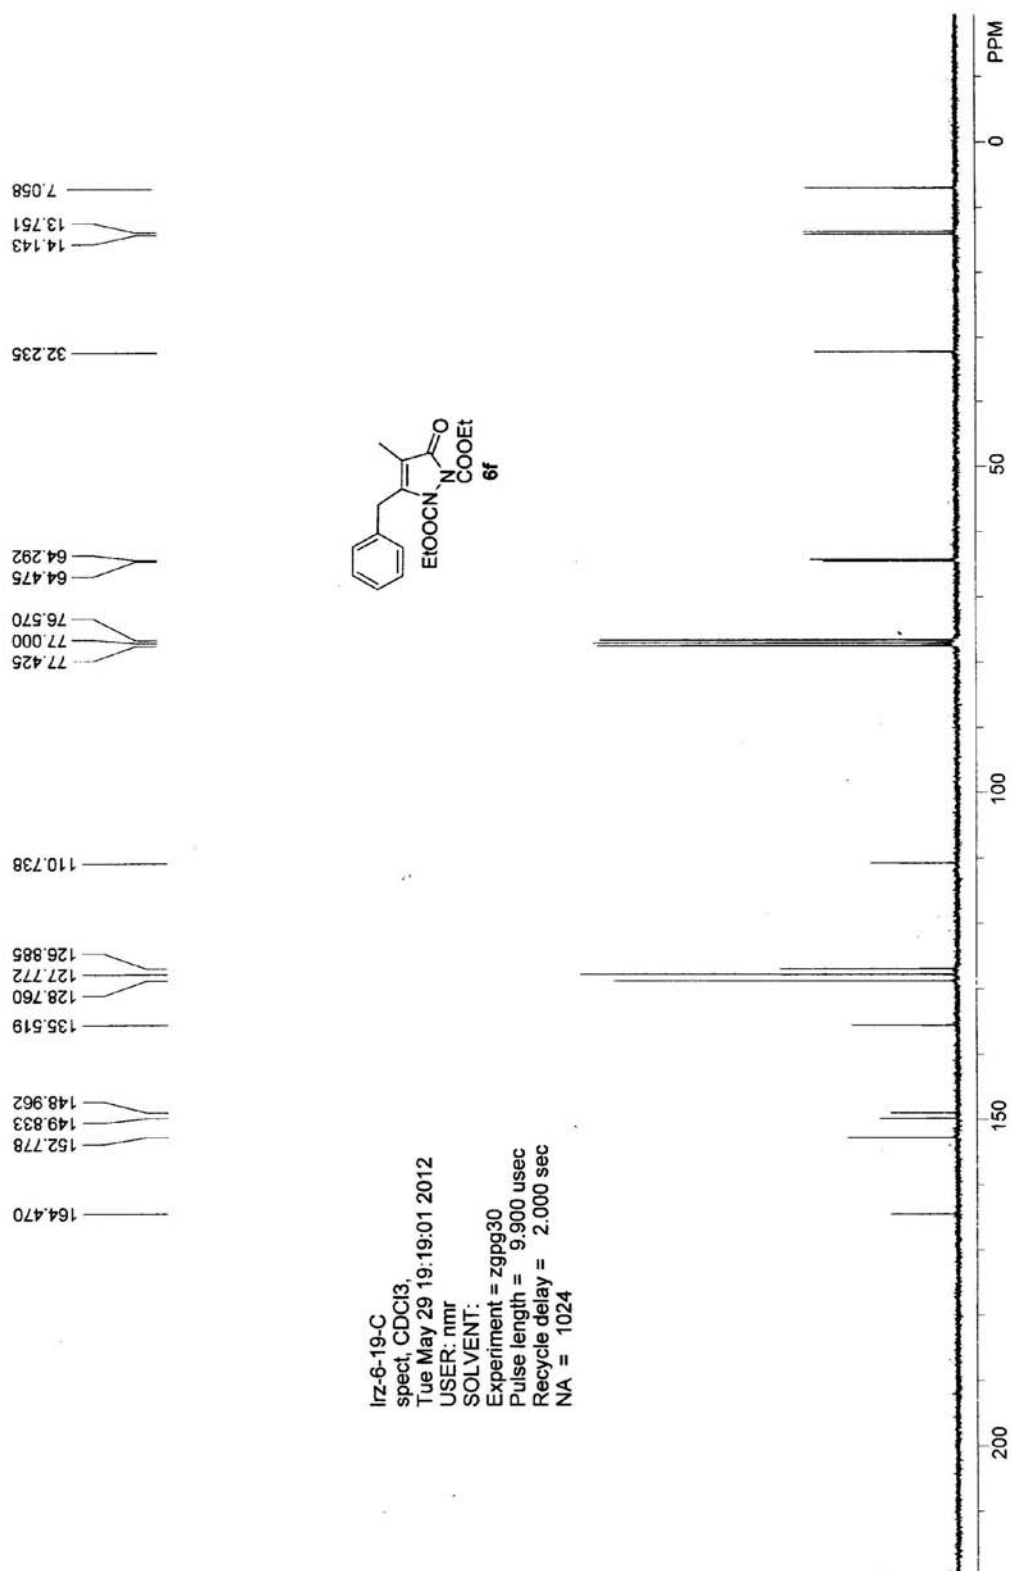 7.058
13.751
14.143
32.235
64.292
64.475
76.570
77.000
77.425
110.738
126.885
127.772
128.760
135.519
148.962
149.833
152.778
164.470
O
N
COOEt
EtOOCN
6f
lrz-6-19-C
spect, CDCl3,
Tue May 29 19:19:01 2012
USER: nmr
SOLVENT:
Experiment = zgpg30
Pulse length = 9.900 usec
Recycle delay = 2.000 sec
NA = 1024
PPM
0
50
100
150
200